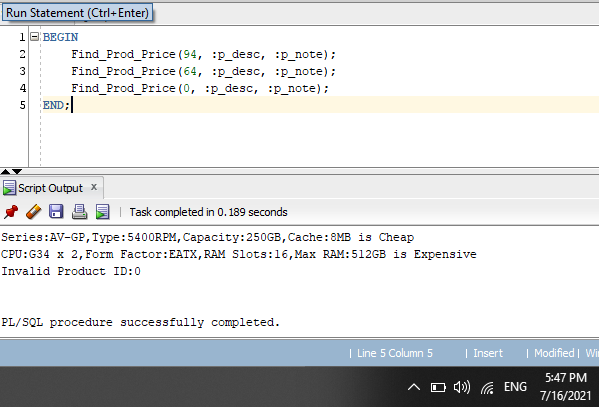 Run Statement (Ctrl+Enter)
1 BEGIN
2 Find_Prod_Price(94, :p_desc, :p_note);
3 Find_Prod_Price(64, :p_desc, :p_note);
4 Find_Prod_Price(0, :p_desc, :p_note);
5 END;
Script Output x
Task completed in 0.189 seconds
Series:AV-GP,Type:5400RPM,Capacity:250GB,Cache:8MB is Cheap
CPU:G34 x 2,Form Factor:EATX,RAM Slots:16,Max RAM:512GB is Expensive
Invalid Product ID:0
PL/SQL procedure successfully completed.
| Line 5 Column 5 | Insert | Modified | Win
ENG
5:47 PM
7/16/2021